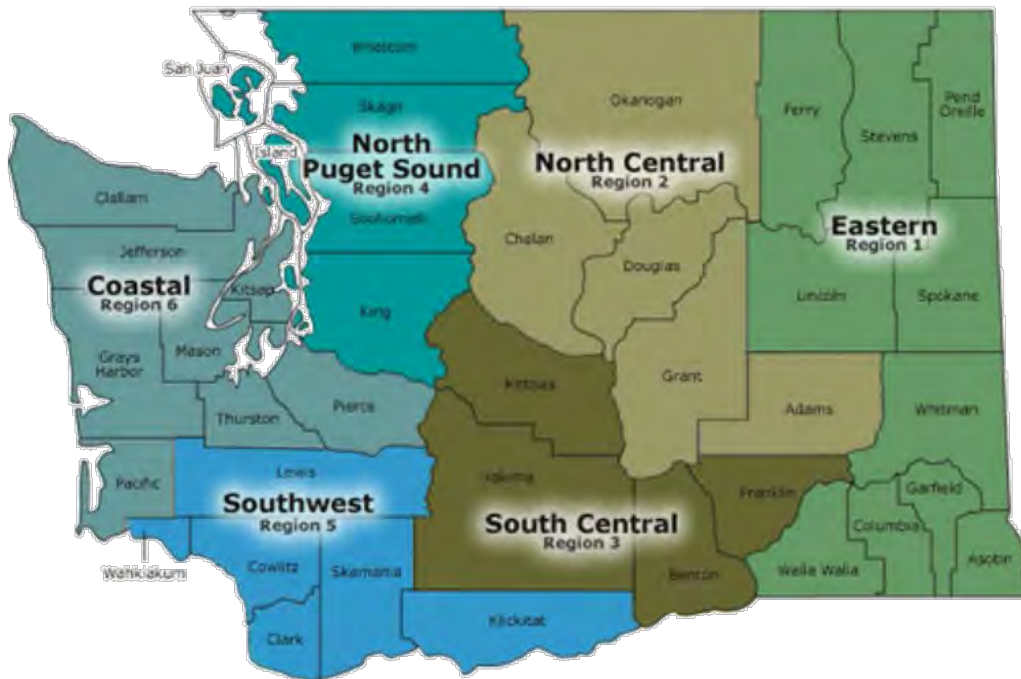 Whatcom
San Juan
Skagit
Okanogan
Ferry
Pend
Oreille
Stevens
Island
North
Puget Sound
Region 4
North Central
Region 2
Clallam
Snohomish
Eastern
Region 1
Jefferson
Chelan
Douglas
Coastal
Region 6
Kitsap
Lincoln
Spokane
King
Mason
Grays
Harbor
Kittitas
Grant
Pierce
Thurston
Adams
Whitman
Lewis
Yakima
Pacific
Franklin
Garfield
Southwest
Region 5
South Central
Region 3
Columbia
Asotin
Wahkiakum
Cowlitz
Skamania
Benton
Walla Walla
Klickitat
Clark